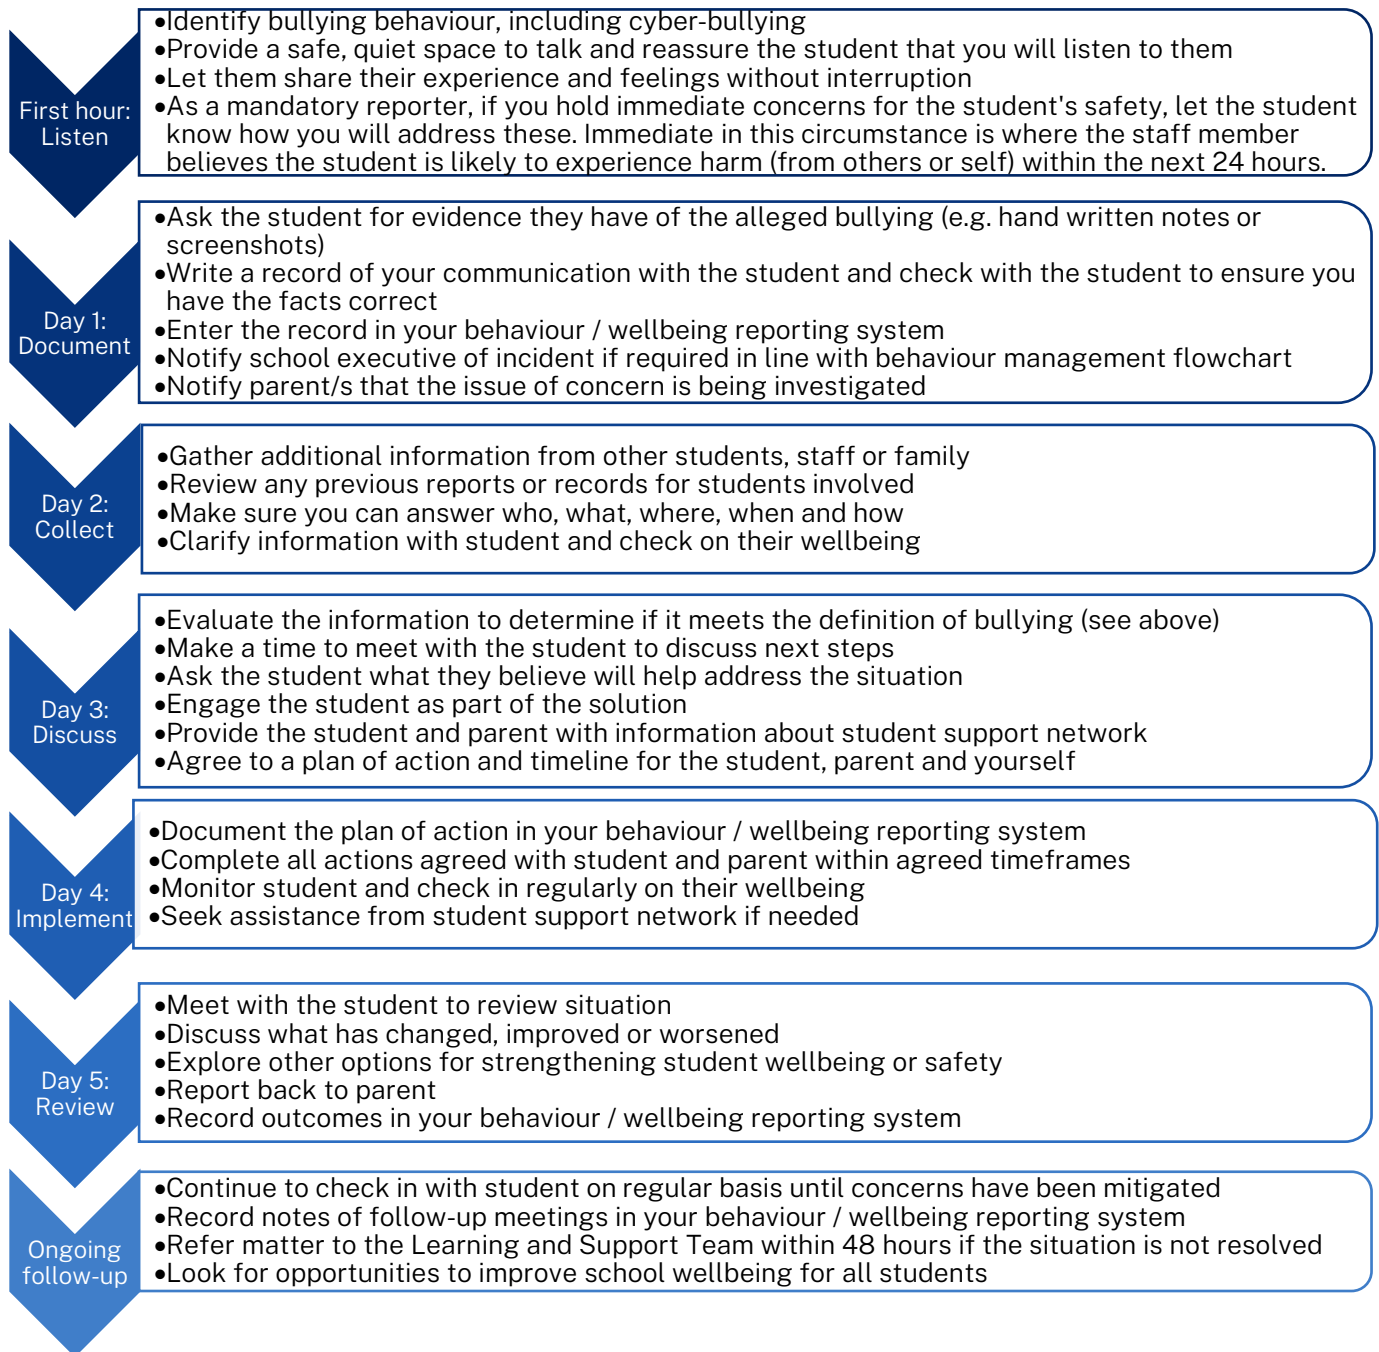 First hour:
Listen
•Identify bullying behaviour, including cyber-bullying
•Provide a safe, quiet space to talk and reassure the student that you will listen to them
•Let them share their experience and feelings without interruption
•As a mandatory reporter, if you hold immediate concerns for the student's safety, let the student
know how you will address these. Immediate in this circumstance is where the staff member
believes the student is likely to experience harm (from others or self) within the next 24 hours.
Day 1:
Document
•Ask the student for evidence they have of the alleged bullying (e.g. hand written notes or
screenshots)
•Write a record of your communication with the student and check with the student to ensure you
have the facts correct
•Enter the record in your behaviour / wellbeing reporting system
•Notify school executive of incident if required in line with behaviour management flowchart
•Notify parent/s that the issue of concern is being investigated
Day 2:
Collect
•Gather additional information from other students, staff or family
•Review any previous reports or records for students involved
•Make sure you can answer who, what, where, when and how
•Clarify information with student and check on their wellbeing
Day 3:
Discuss
•Evaluate the information to determine if it meets the definition of bullying (see above)
•Make a time to meet with the student to discuss next steps
•Ask the student what they believe will help address the situation
•Engage the student as part of the solution
•Provide the student and parent with information about student support network
•Agree to a plan of action and timeline for the student, parent and yourself
Day 4:
Implement
•Document the plan of action in your behaviour / wellbeing reporting system
•Complete all actions agreed with student and parent within agreed timeframes
•Monitor student and check in regularly on their wellbeing
•Seek assistance from student support network if needed
Day 5:
Review
•Meet with the student to review situation
•Discuss what has changed, improved or worsened
•Explore other options for strengthening student wellbeing or safety
•Report back to parent
•Record outcomes in your behaviour / wellbeing reporting system
Ongoing
follow-up
•Continue to check in with student on regular basis until concerns have been mitigated
•Record notes of follow-up meetings in your behaviour / wellbeing reporting system
•Refer matter to the Learning and Support Team within 48 hours if the situation is not resolved
•Look for opportunities to improve school wellbeing for all students